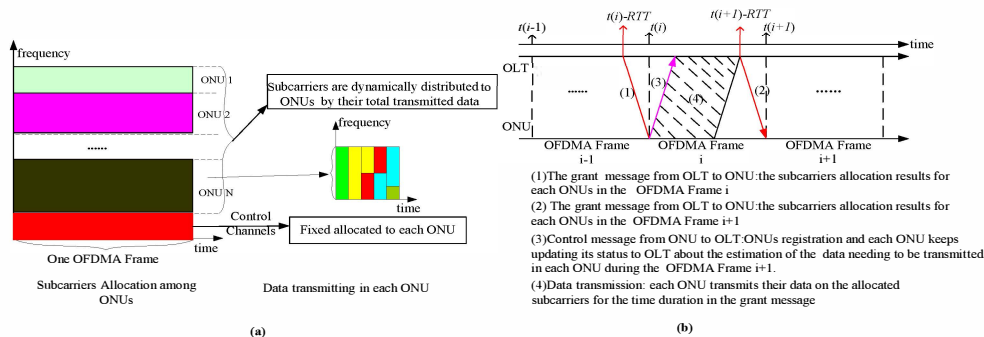 frequency
ONU 1
ONU 2
......
ONU N
time
One OFDMA Frame
Subcarriers Allocation among
ONUs
Subcarriers are dynamically distributed to
ONUs by their total transmitted data
frequency
time
Control
Channels
Fixed allocated to each ONU
Data transmitting in each ONU
(a)
t(i-1)
t(i)-RTT
t(i)
t(i+1)-RTT
t(i+1)
time
OLT
ONU
......
(1)
(3)
(4)
(2)
......
OFDMA Frame
i-1
OFDMA Frame
i
OFDMA Frame
i+1
(1)The grant message from OLT to ONU:the subcarriers allocation results for
each ONUs in the OFDMA Frame i
(2) The grant message from OLT to ONU:the subcarriers allocation results for
each ONUs in the OFDMA Frame i+1
(3)Control message from ONU to OLT:ONUs registration and each ONU keeps
updating its status to OLT about the estimation of the data needing to be transmitted
in each ONU during the OFDMA Frame i+1.
(4)Data transmission: each ONU transmits their data on the allocated
subcarriers for the time duration in the grant message
(b)